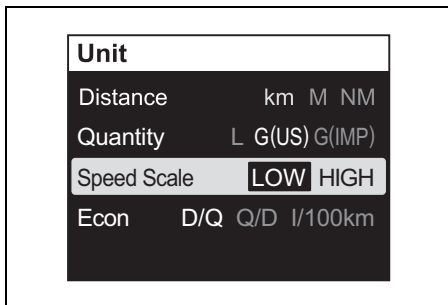 Unit
Distance km M NM
Quantity L G(US) G(IMP)
Speed Scale LOW HIGH
Econ D/Q Q/D l/100km